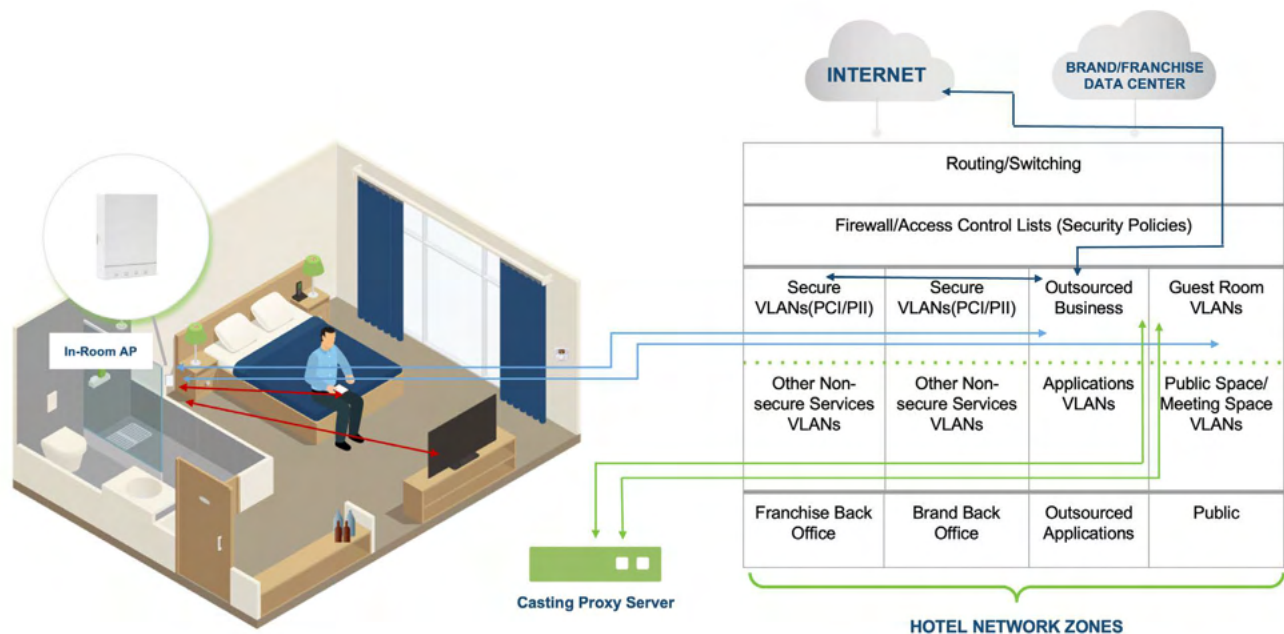 INTERNET
BRAND/FRANCHISE
DATA CENTER
Routing/Switching
Firewall/Access Control Lists (Security Policies)
Secure
VLANs(PCI/PII)
Secure
VLANs(PCI/PII)
Outsourced
Business
Guest Room
VLANs
In-Room AP
Other Non-
secure Services
VLANs
Other Non-
secure Services
VLANs
Applications
VLANs
Public Space/
Meeting Space
VLANs
Franchise Back
Office
Brand Back
Office
Outsourced
Applications
Public
Casting Proxy Server
HOTEL NETWORK ZONES